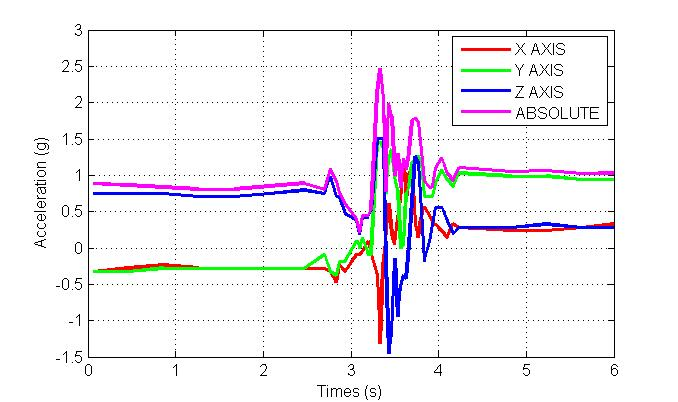 3
2.5
2
1.5
1
0.5
0
-0.5
-1
-1.5
0 1 2 3 4 5 6
Acceleration (g)
Times (s)
X AXIS
Y AXIS
Z AXIS
ABSOLUTE